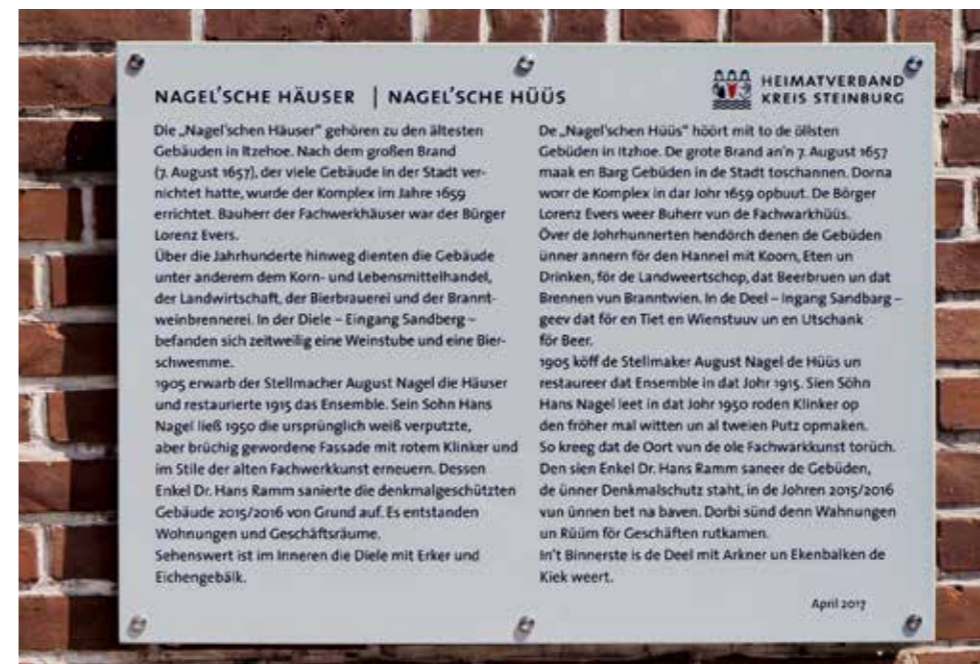 NAGEL'SCHE HÄUSER | NAGEL'SCHE HÜÜS
HEIMATVERBAND
KREIS STEINBURG
Die „Nagel'schen Häuser" gehören zu den ältesten
Gebäuden in Itzehoe. Nach dem großen Brand
(7. August 1657), der viele Gebäude in der Stadt ver-
nichtet hatte, wurde der Komplex im Jahre 1659
errichtet. Bauherr der Fachwerkhäuser war der Bürger
Lorenz Evers.
Über die Jahrhunderte hinweg dienten die Gebäude
unter anderem dem Korn- und Lebensmittelhandel,
der Landwirtschaft, der Bierbrauerei und der Brannt-
weinbrennerei. In der Diele – Eingang Sandberg –
befanden sich zeitweilig eine Weinstube und eine Bier-
schwemme.
1905 erwarb der Stellmacher August Nagel die Häuser
und restaurierte 1915 das Ensemble. Sein Sohn Hans
Nagel ließ 1950 die ursprünglich weiß verputzte,
aber brüchig gewordene Fassade mit rotem Klinker und
im Stile der alten Fachwerkkunst erneuern. Dessen
Enkel Dr. Hans Ramm sanierte die denkmalgeschützten
Gebäude 2015/2016 von Grund auf. Es entstanden
Wohnungen und Geschäftsräume.
Sehenswert ist im Inneren die Diele mit Erker und
Eichengebälk.
De „Nagel'schen Hüüs" höört mit to de öllsten
Gebüden in Itzhoe. De grote Brand an'n 7. August 1657
maak en Barg Gebüden in de Stadt toschannen. Dorna
worr de Komplex in dar Johr 1659 opbuut. De Börger
Lorenz Evers weer Buherr vun de Fachwarkhüüs.
Över de Johrhunnerten hendörch denen de Gebüden
ünner annern för den Hannel mit Koorn, Eten un
Drinken, för de Landweertschop, dat Beerbruen un dat
Brennen vun Branntwien. In de Deel – Ingang Sandbarg –
geev dat för en Tiet en Wienstuuv un en Utschank
för Beer.
1905 köff de Stellmaker August Nagel de Hüüs un
restaureer dat Ensemble in dat Johr 1915. Sien Söhn
Hans Nagel leet in dat Johr 1950 roden Klinker op
den fröher mal witten un al tweien Putz opmaken.
So kreeg dat de Oort vun de ole Fachwarkkunst torüch.
Den sien Enkel Dr. Hans Ramm saneer de Gebüden,
de ünner Denkmalschutz staht, in de Johren 2015/2016
vun ünnen bet na baven. Dorbi sünd denn Wahnungen
un Rüüm för Geschäften rutkamen.
In't Binnerste is de Deel mit Arkner un Ekenbalken de
Kiek weert.
April 2017